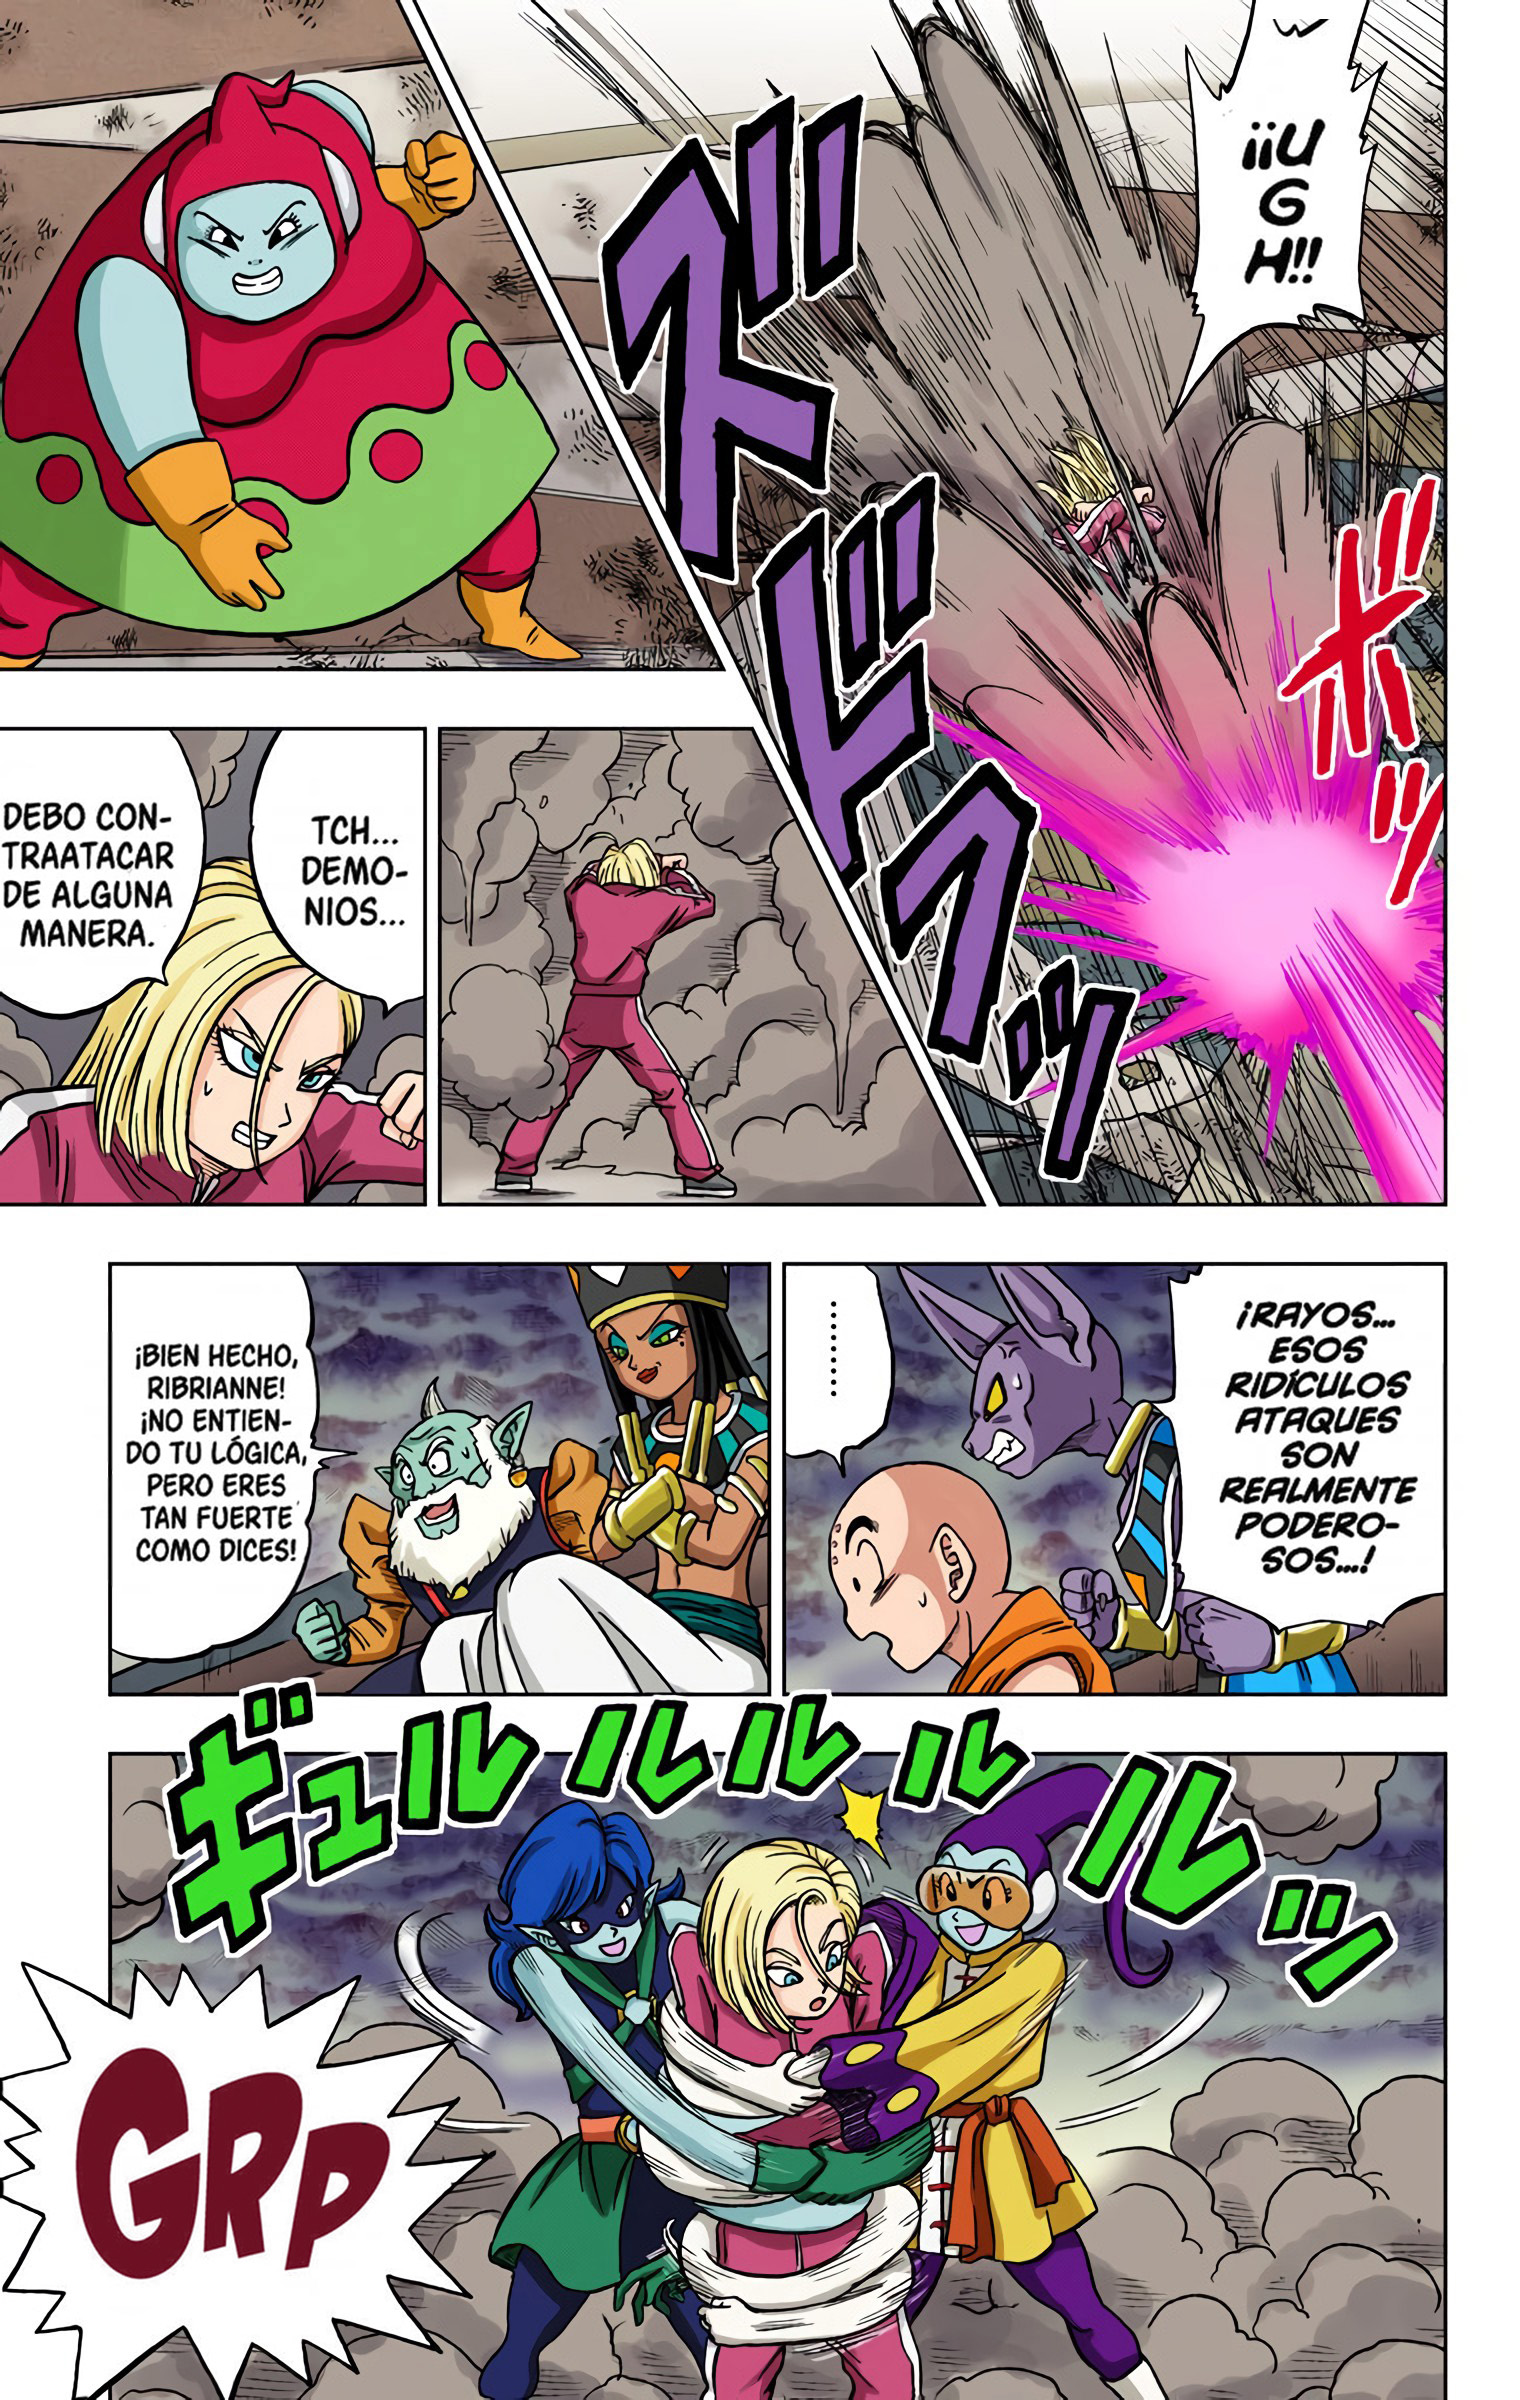 ¡¡U
G
H!!
ズドドッ
ボッ
TCH...
DEMO-
NIOS...
DEBO CON-
TRAATACAR
DE ALGUNA
MANERA.
¡RAYOS...
ESOS
RIDÍCULOS
ATAQUES
SON
REALMENTE
PODERO-
SOS...!
.........
¡BIEN HECHO,
RIBRIANNE!
¡NO ENTIEN-
DO TU LÓGICA,
PERO ERES
TAN FUERTE
COMO DICES!
ギュルルルルルッ
GRP